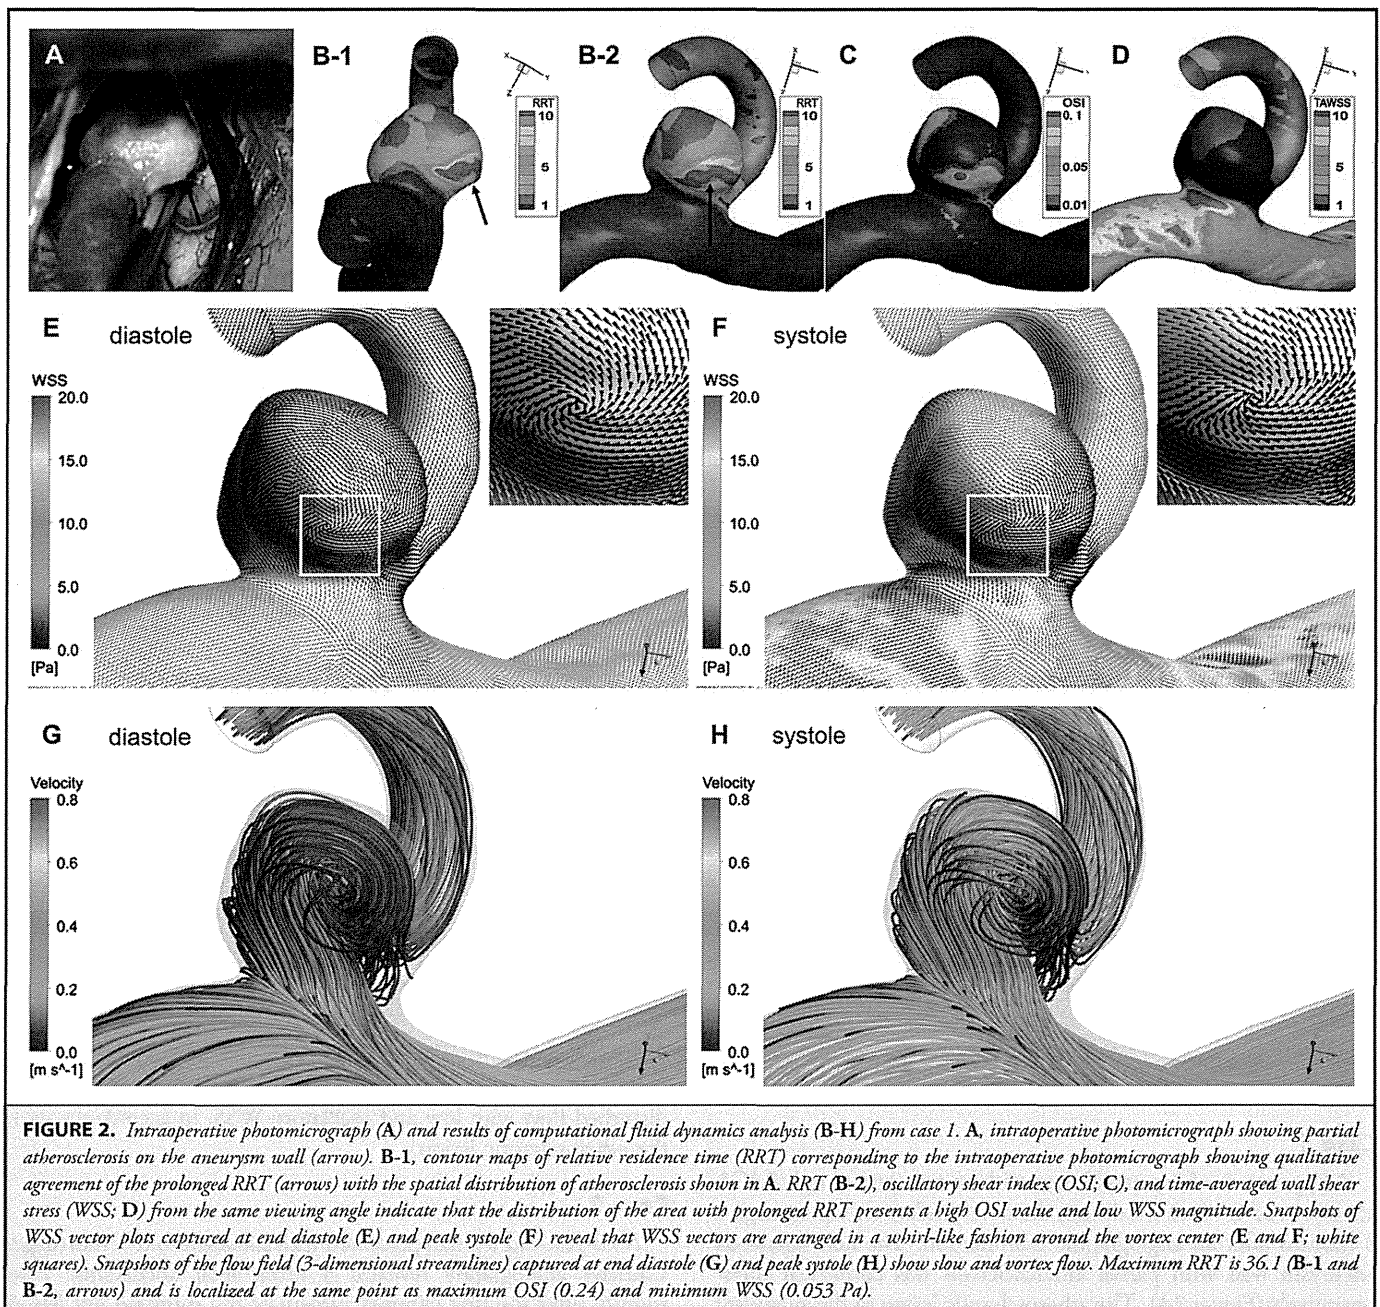 A
B-1
RRT
10
5
1
B-2
RRT
10
5
1
C
OSI
0.1
0.05
0.01
D
TAWSS
10
5
1
E
diastole
WSS
20.0
15.0
10.0
5.0
0.0
[Pa]
F
systole
WSS
20.0
15.0
10.0
5.0
0.0
[Pa]
G
diastole
Velocity
0.8
0.6
0.4
0.2
0.0
[m s^-1]
H
systole
Velocity
0.8
0.6
0.4
0.2
0.0
[m s^-1]
FIGURE 2. Intraoperative photomicrograph (A) and results of computational fluid dynamics analysis (B-H) from case 1. A, intraoperative photomicrograph showing partial
atherosclerosis on the aneurysm wall (arrow). B-1, contour maps of relative residence time (RRT) corresponding to the intraoperative photomicrograph showing qualitative
agreement of the prolonged RRT (arrows) with the spatial distribution of atherosclerosis shown in A. RRT (B-2), oscillatory shear index (OSI; C), and time-averaged wall shear
stress (WSS; D) from the same viewing angle indicate that the distribution of the area with prolonged RRT presents a high OSI value and low WSS magnitude. Snapshots of
WSS vector plots captured at end diastole (E) and peak systole (F) reveal that WSS vectors are arranged in a whirl-like fashion around the vortex center (E and F; white
squares). Snapshots of the flow field (3-dimensional streamlines) captured at end diastole (G) and peak systole (H) show slow and vortex flow. Maximum RRT is 36.1 (B-1 and
B-2, arrows) and is localized at the same point as maximum OSI (0.24) and minimum WSS (0.053 Pa).